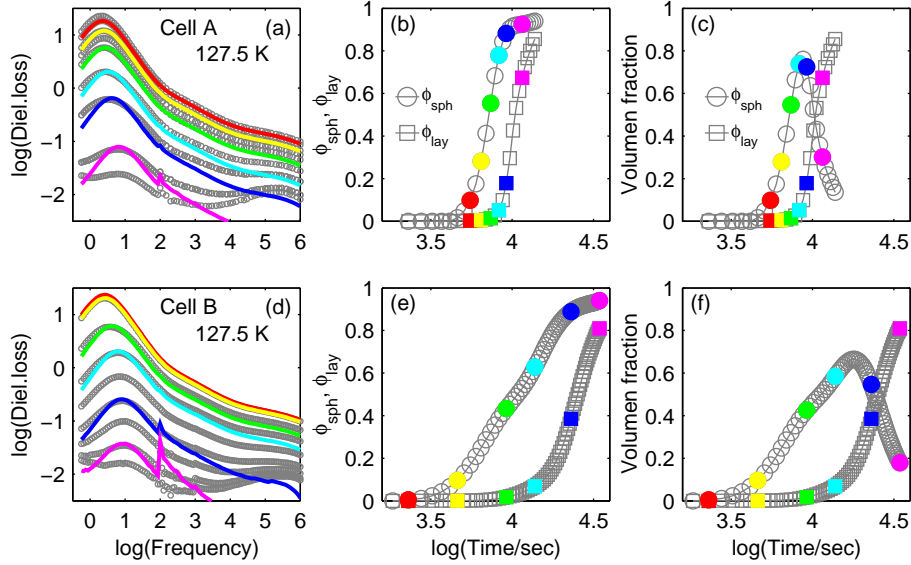 Cell A
127.5 K
(a)
log(Diel.loss)
1
0
−1
−2
0 1 2 3 4 5 6
(b)
ϕsph, ϕlay
1
0.8
0.6
0.4
0.2
0
3.5 4 4.5
ϕsph
ϕlay
(c)
Volumen fraction
1
0.8
0.6
0.4
0.2
0
3.5 4 4.5
ϕsph
ϕlay
Cell B
127.5 K
(d)
log(Diel.loss)
1
0
−1
−2
0 1 2 3 4 5 6
log(Frequency)
(e)
ϕsph, ϕlay
1
0.8
0.6
0.4
0.2
0
3.5 4 4.5
log(Time/sec)
(f)
Volumen fraction
1
0.8
0.6
0.4
0.2
0
3.5 4 4.5
log(Time/sec)